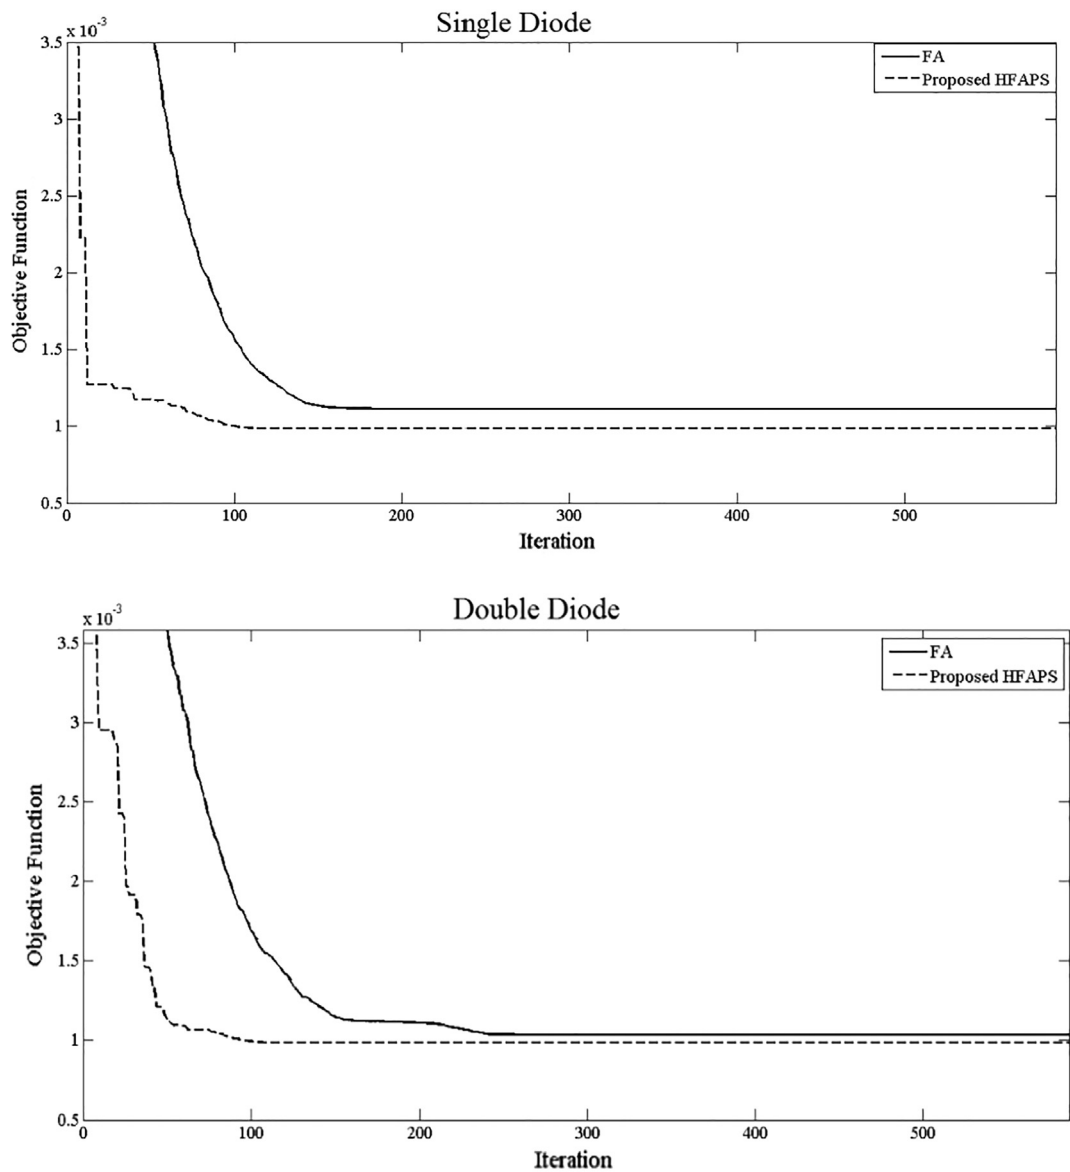 Single Diode
x 10-3
3.5
3
2.5
2
1.5
1
0.5
Objective Function
FA
Proposed HFAPS
0 100 200 300 400 500
Iteration
Double Diode
x 10-3
3.5
3
2.5
2
1.5
1
0.5
Objective Function
FA
Proposed HFAPS
0 100 200 300 400 500
Iteration